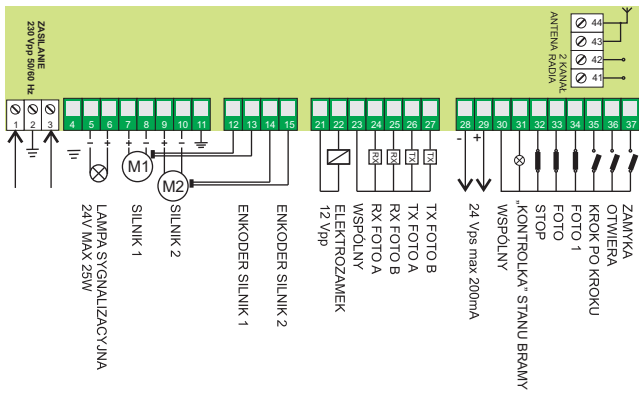 ANTENA RADIA
2 KANAŁ
44
43
42
41
ZASILANIE
230 Vpp 50/60 Hz
1 2 3
4 5 6 7 8 9 10 11
12 13 14 15
21 22 23 24 25 26 27
28 29 30 31 32 33 34 35 36 37
- + + - + -
- +
M1
M2
RX RX TX TX
LAMPA SYGNALIZACYJNA
24V MAX 25W
SILNIK 1
SILNIK 2
ENKODER SILNIK 1
ENKODER SILNIK 2
ELEKTROZAMEK
12 Vpp
WSPÓLNY
RX FOTO A
RX FOTO B
TX FOTO A
TX FOTO B
24 Vps max 200mA
WSPÓLNY
„KONTROLKA” STANU BRAMY
STOP
FOTO
FOTO 1
KROK PO KROKU
OTWIERA
ZAMYKA